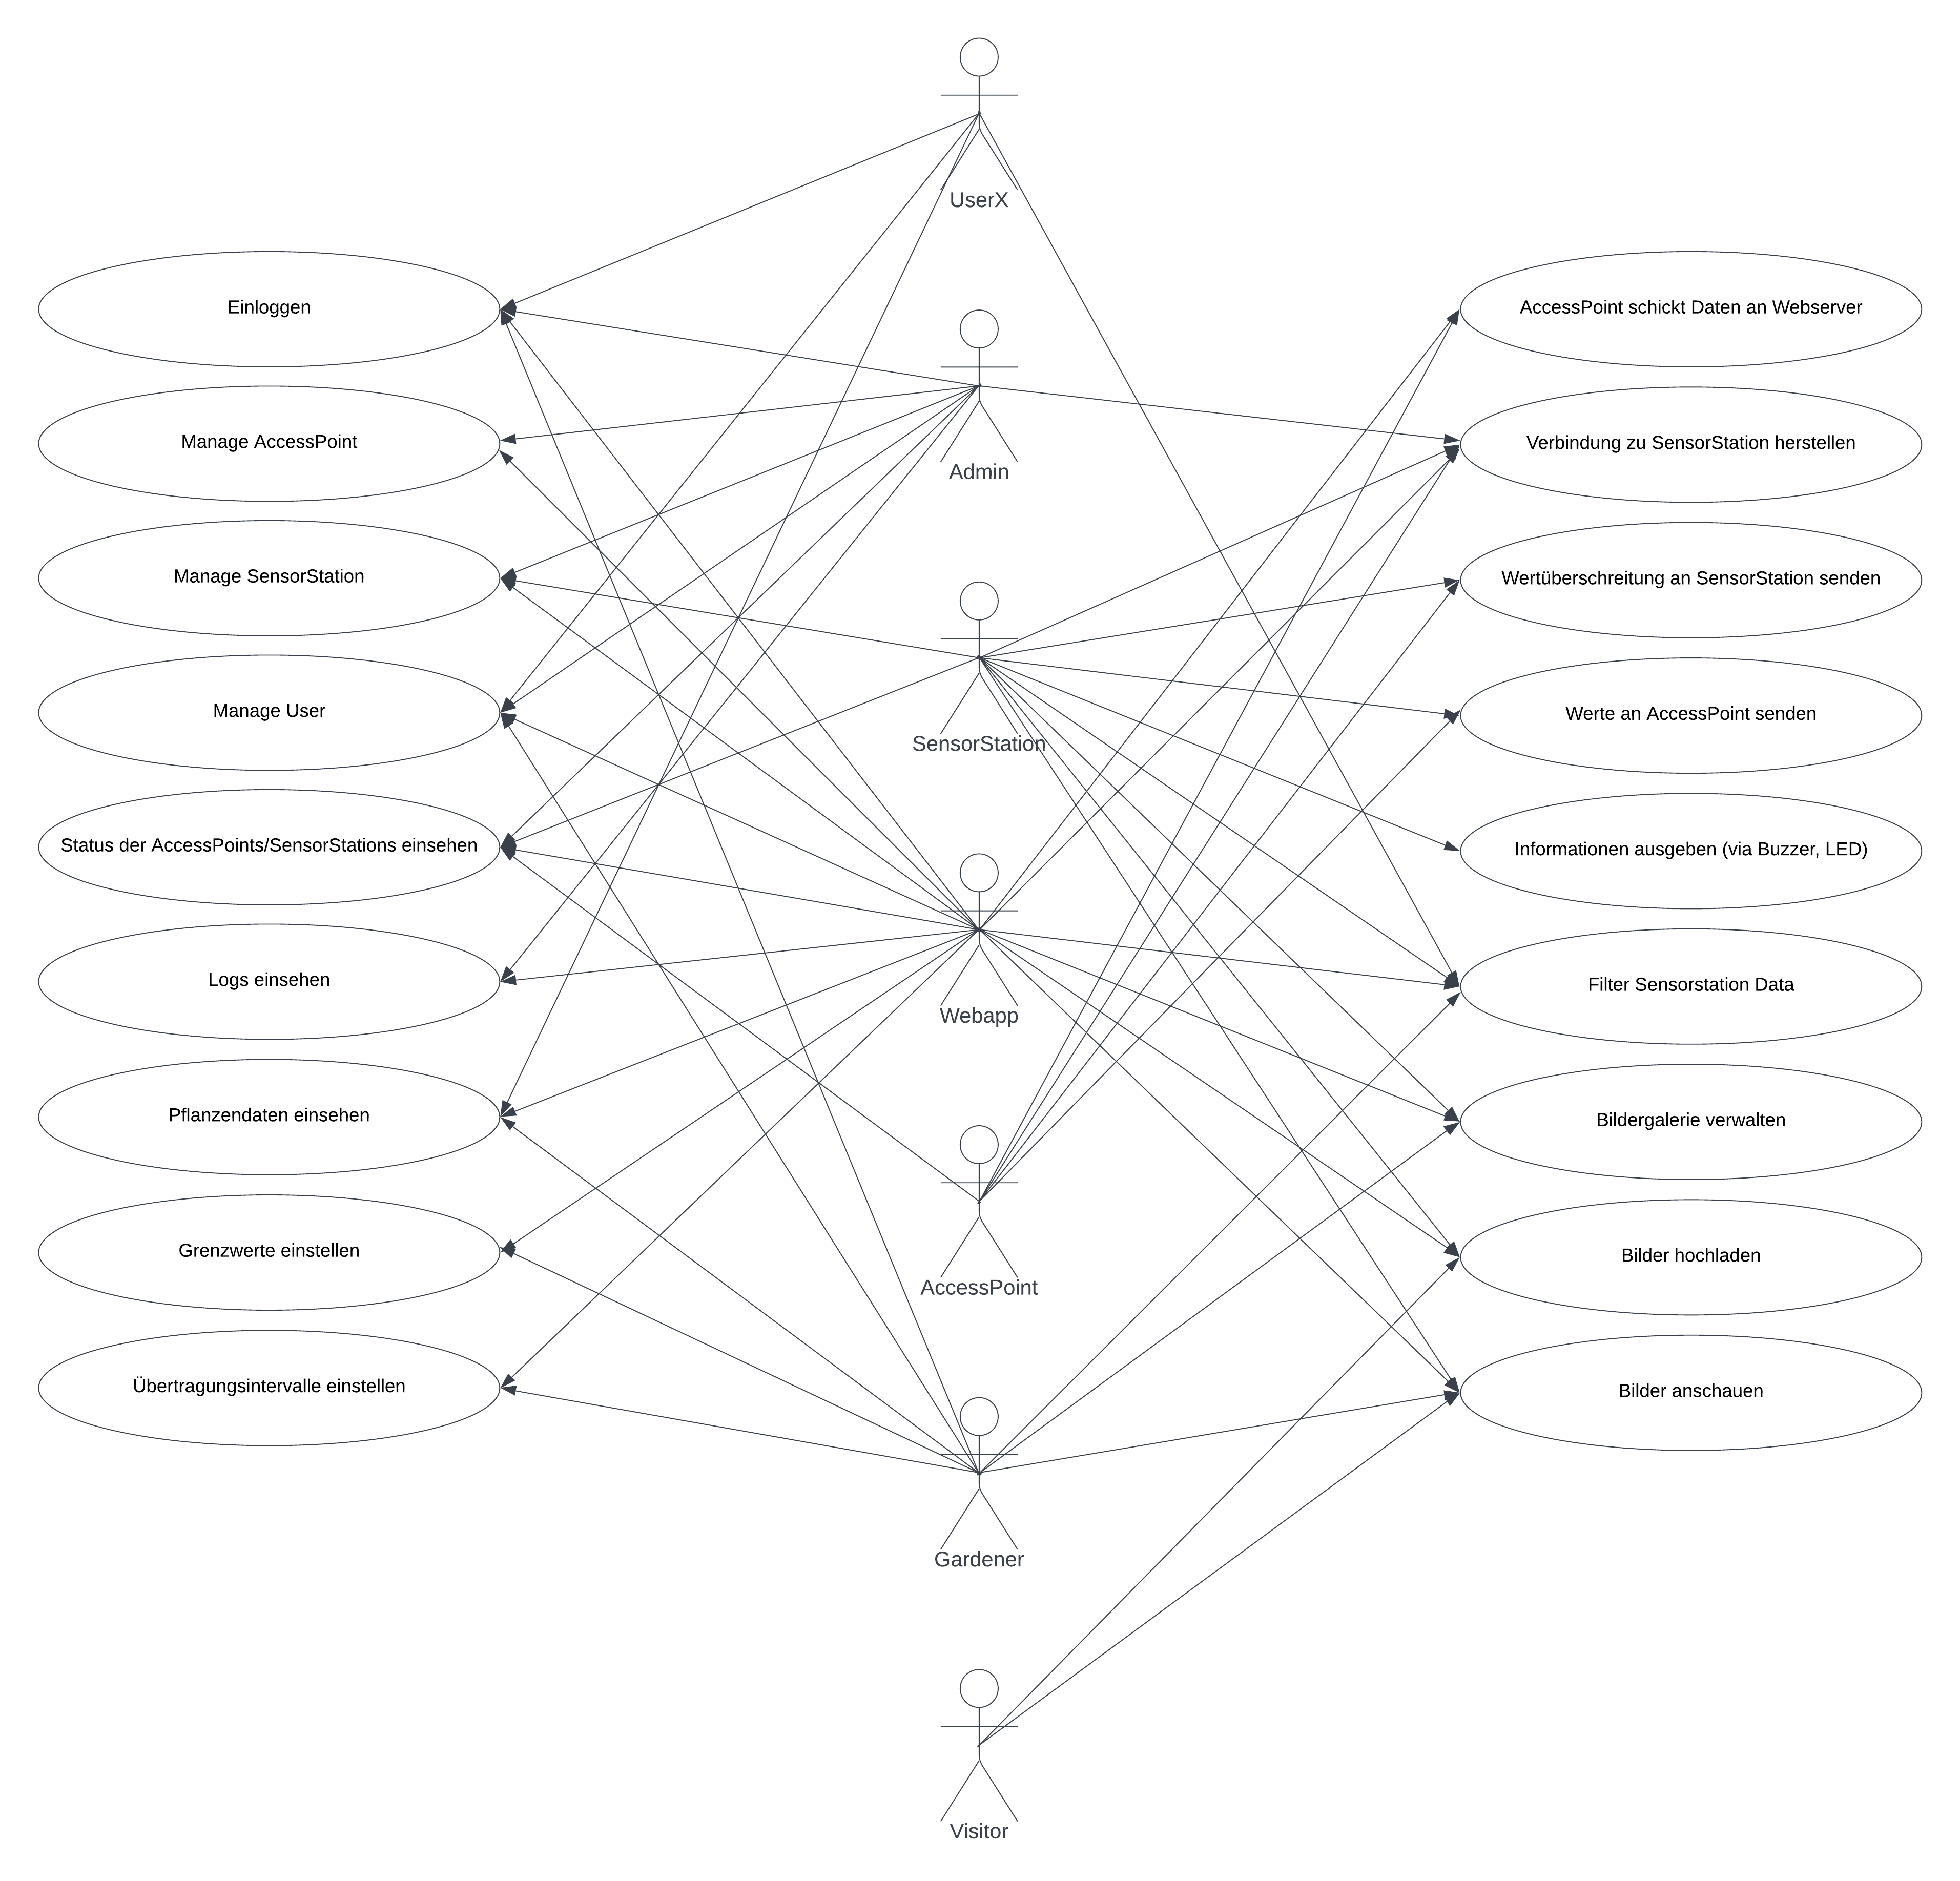 UserX
Einloggen
AccessPoint schickt Daten an Webserver
Manage AccessPoint
Verbindung zu SensorStation herstellen
Admin
Manage SensorStation
Wertüberschreitung an SensorStation senden
Manage User
Werte an AccessPoint senden
SensorStation
Status der AccessPoints/SensorStations einsehen
Informationen ausgeben (via Buzzer, LED)
Logs einsehen
Filter Sensorstation Data
Webapp
Pflanzendaten einsehen
Bildergalerie verwalten
Grenzwerte einstellen
Bilder hochladen
AccessPoint
Übertragungsintervalle einstellen
Bilder anschauen
Gardener
Visitor